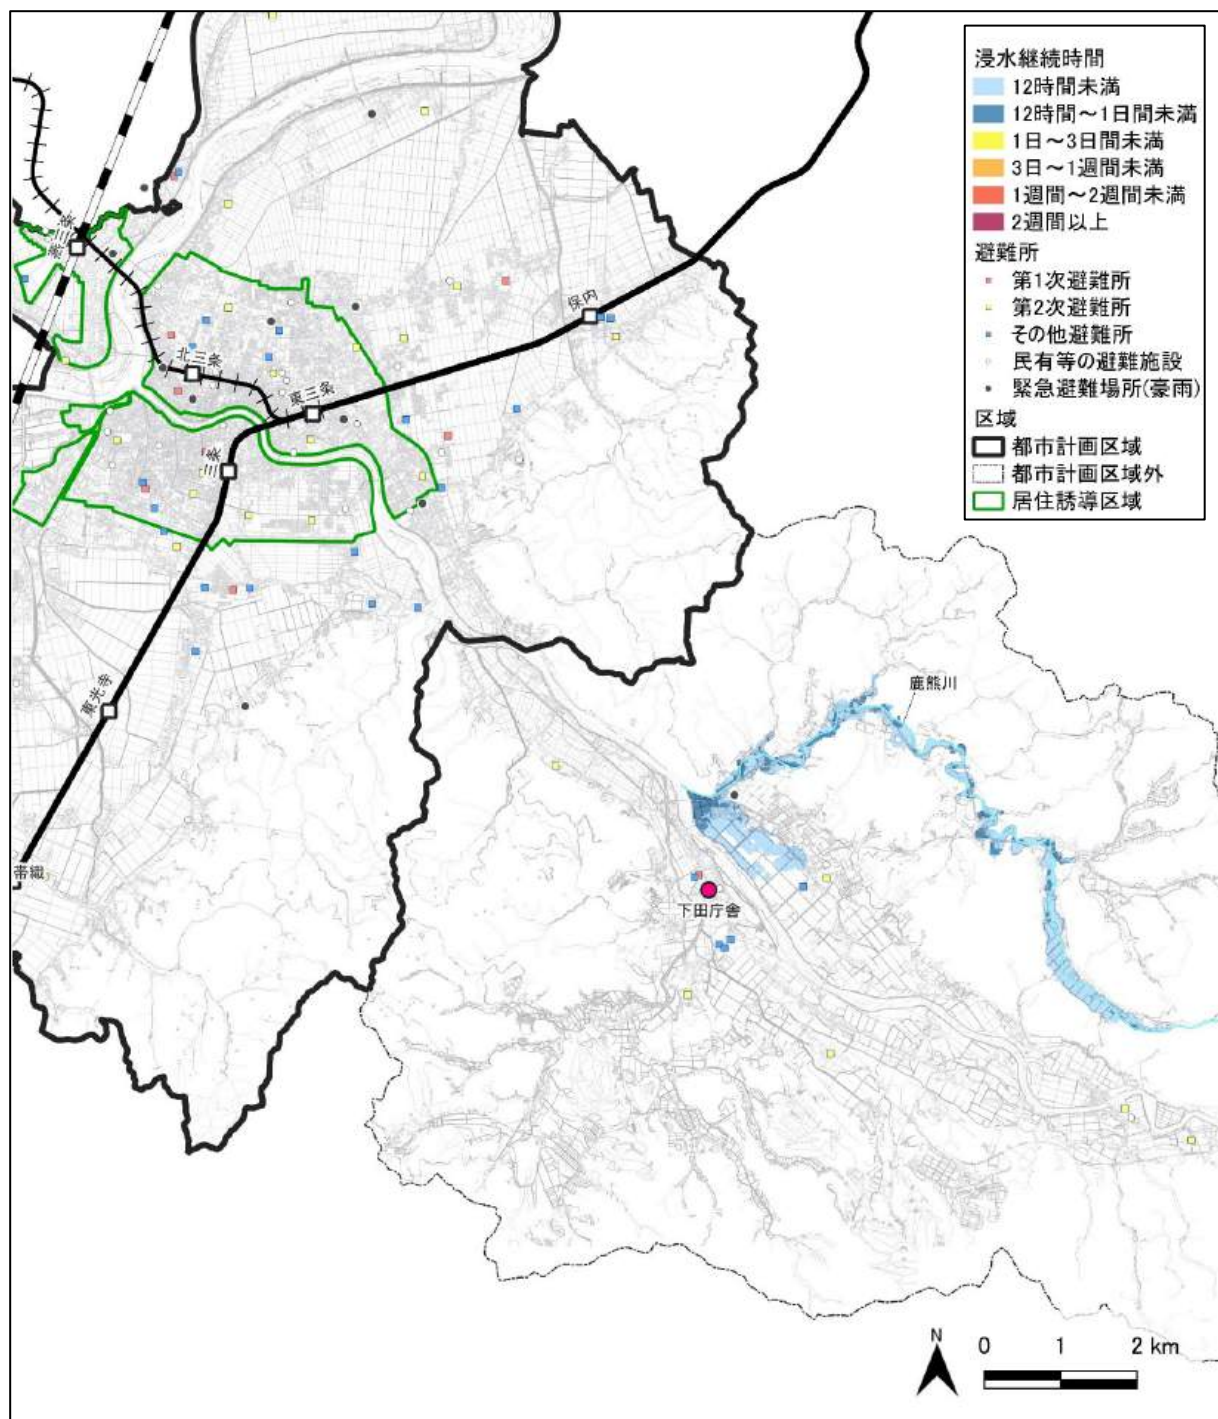 浸水継続時間
12時間未満
12時間～1日間未満
1日～3日間未満
3日～1週間未満
1週間～2週間未満
2週間以上
避難所
第1次避難所
第2次避難所
その他避難所
民有等の避難施設
緊急避難場所(豪雨)
区域
都市計画区域
都市計画区域外
居住誘導区域
燕三条
保内
北三条
東三条
三条
東光寺
帯織
鹿熊川
下田庁舎
N
0 1 2 km